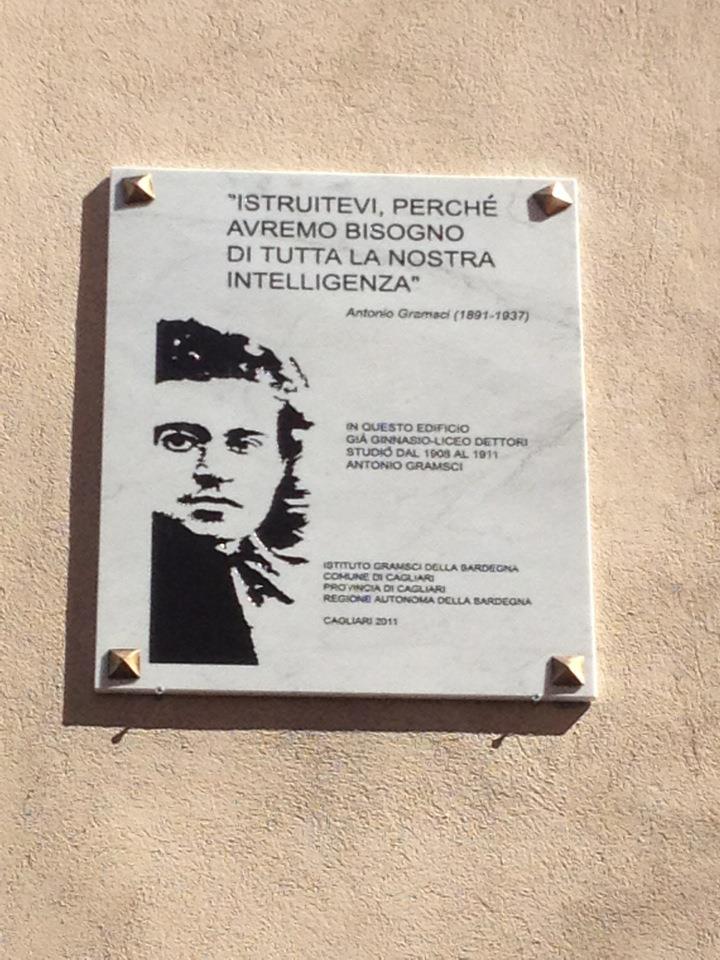 "ISTRUITEVI, PERCHÉ
AVREMO BISOGNO
DI TUTTA LA NOSTRA
INTELLIGENZA"
Antonio Gramsci (1891-1937)
IN QUESTO EDIFICIO
GIÁ GINNASIO-LICEO DETTORI
STUDIÓ DAL 1908 AL 1911
ANTONIO GRAMSCI
ISTITUTO GRAMSCI DELLA SARDEGNA
COMUNE DI CAGLIARI
PROVINCIA DI CAGLIARI
REGIONE AUTONOMA DELLA SARDEGNA
CAGLIARI 2011